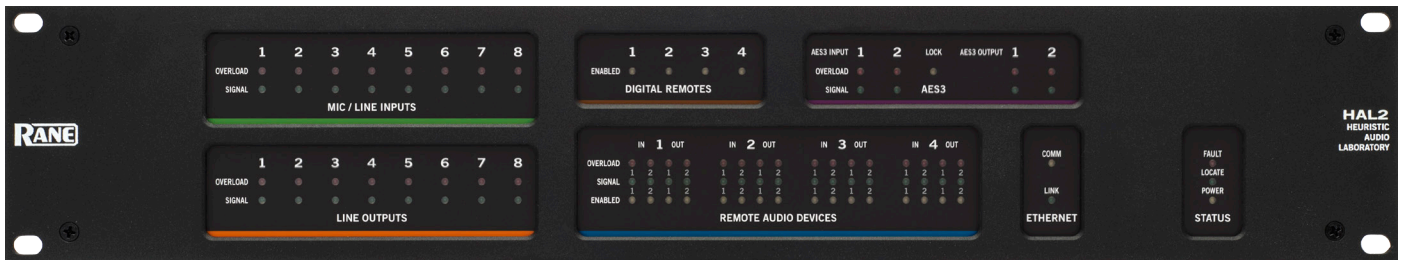 1 2 3 4 5 6 7 8
OVERLOAD
SIGNAL
MIC / LINE INPUTS
1 2 3 4
ENABLED
DIGITAL REMOTES
AES3 INPUT 1 2 LOCK AES3 OUTPUT 1 2
OVERLOAD
SIGNAL AES3
RANE
HAL2
HEURISTIC
AUDIO
LABORATORY
1 2 3 4 5 6 7 8
OVERLOAD
SIGNAL
LINE OUTPUTS
IN 1 OUT IN 2 OUT IN 3 OUT IN 4 OUT
OVERLOAD
1 2 1 2 1 2 1 2 1 2 1 2 1 2 1 2
SIGNAL
1 2 1 2 1 2 1 2 1 2 1 2 1 2 1 2
ENABLED
REMOTE AUDIO DEVICES
COMM
LINK
ETHERNET
FAULT
LOCATE
POWER
STATUS